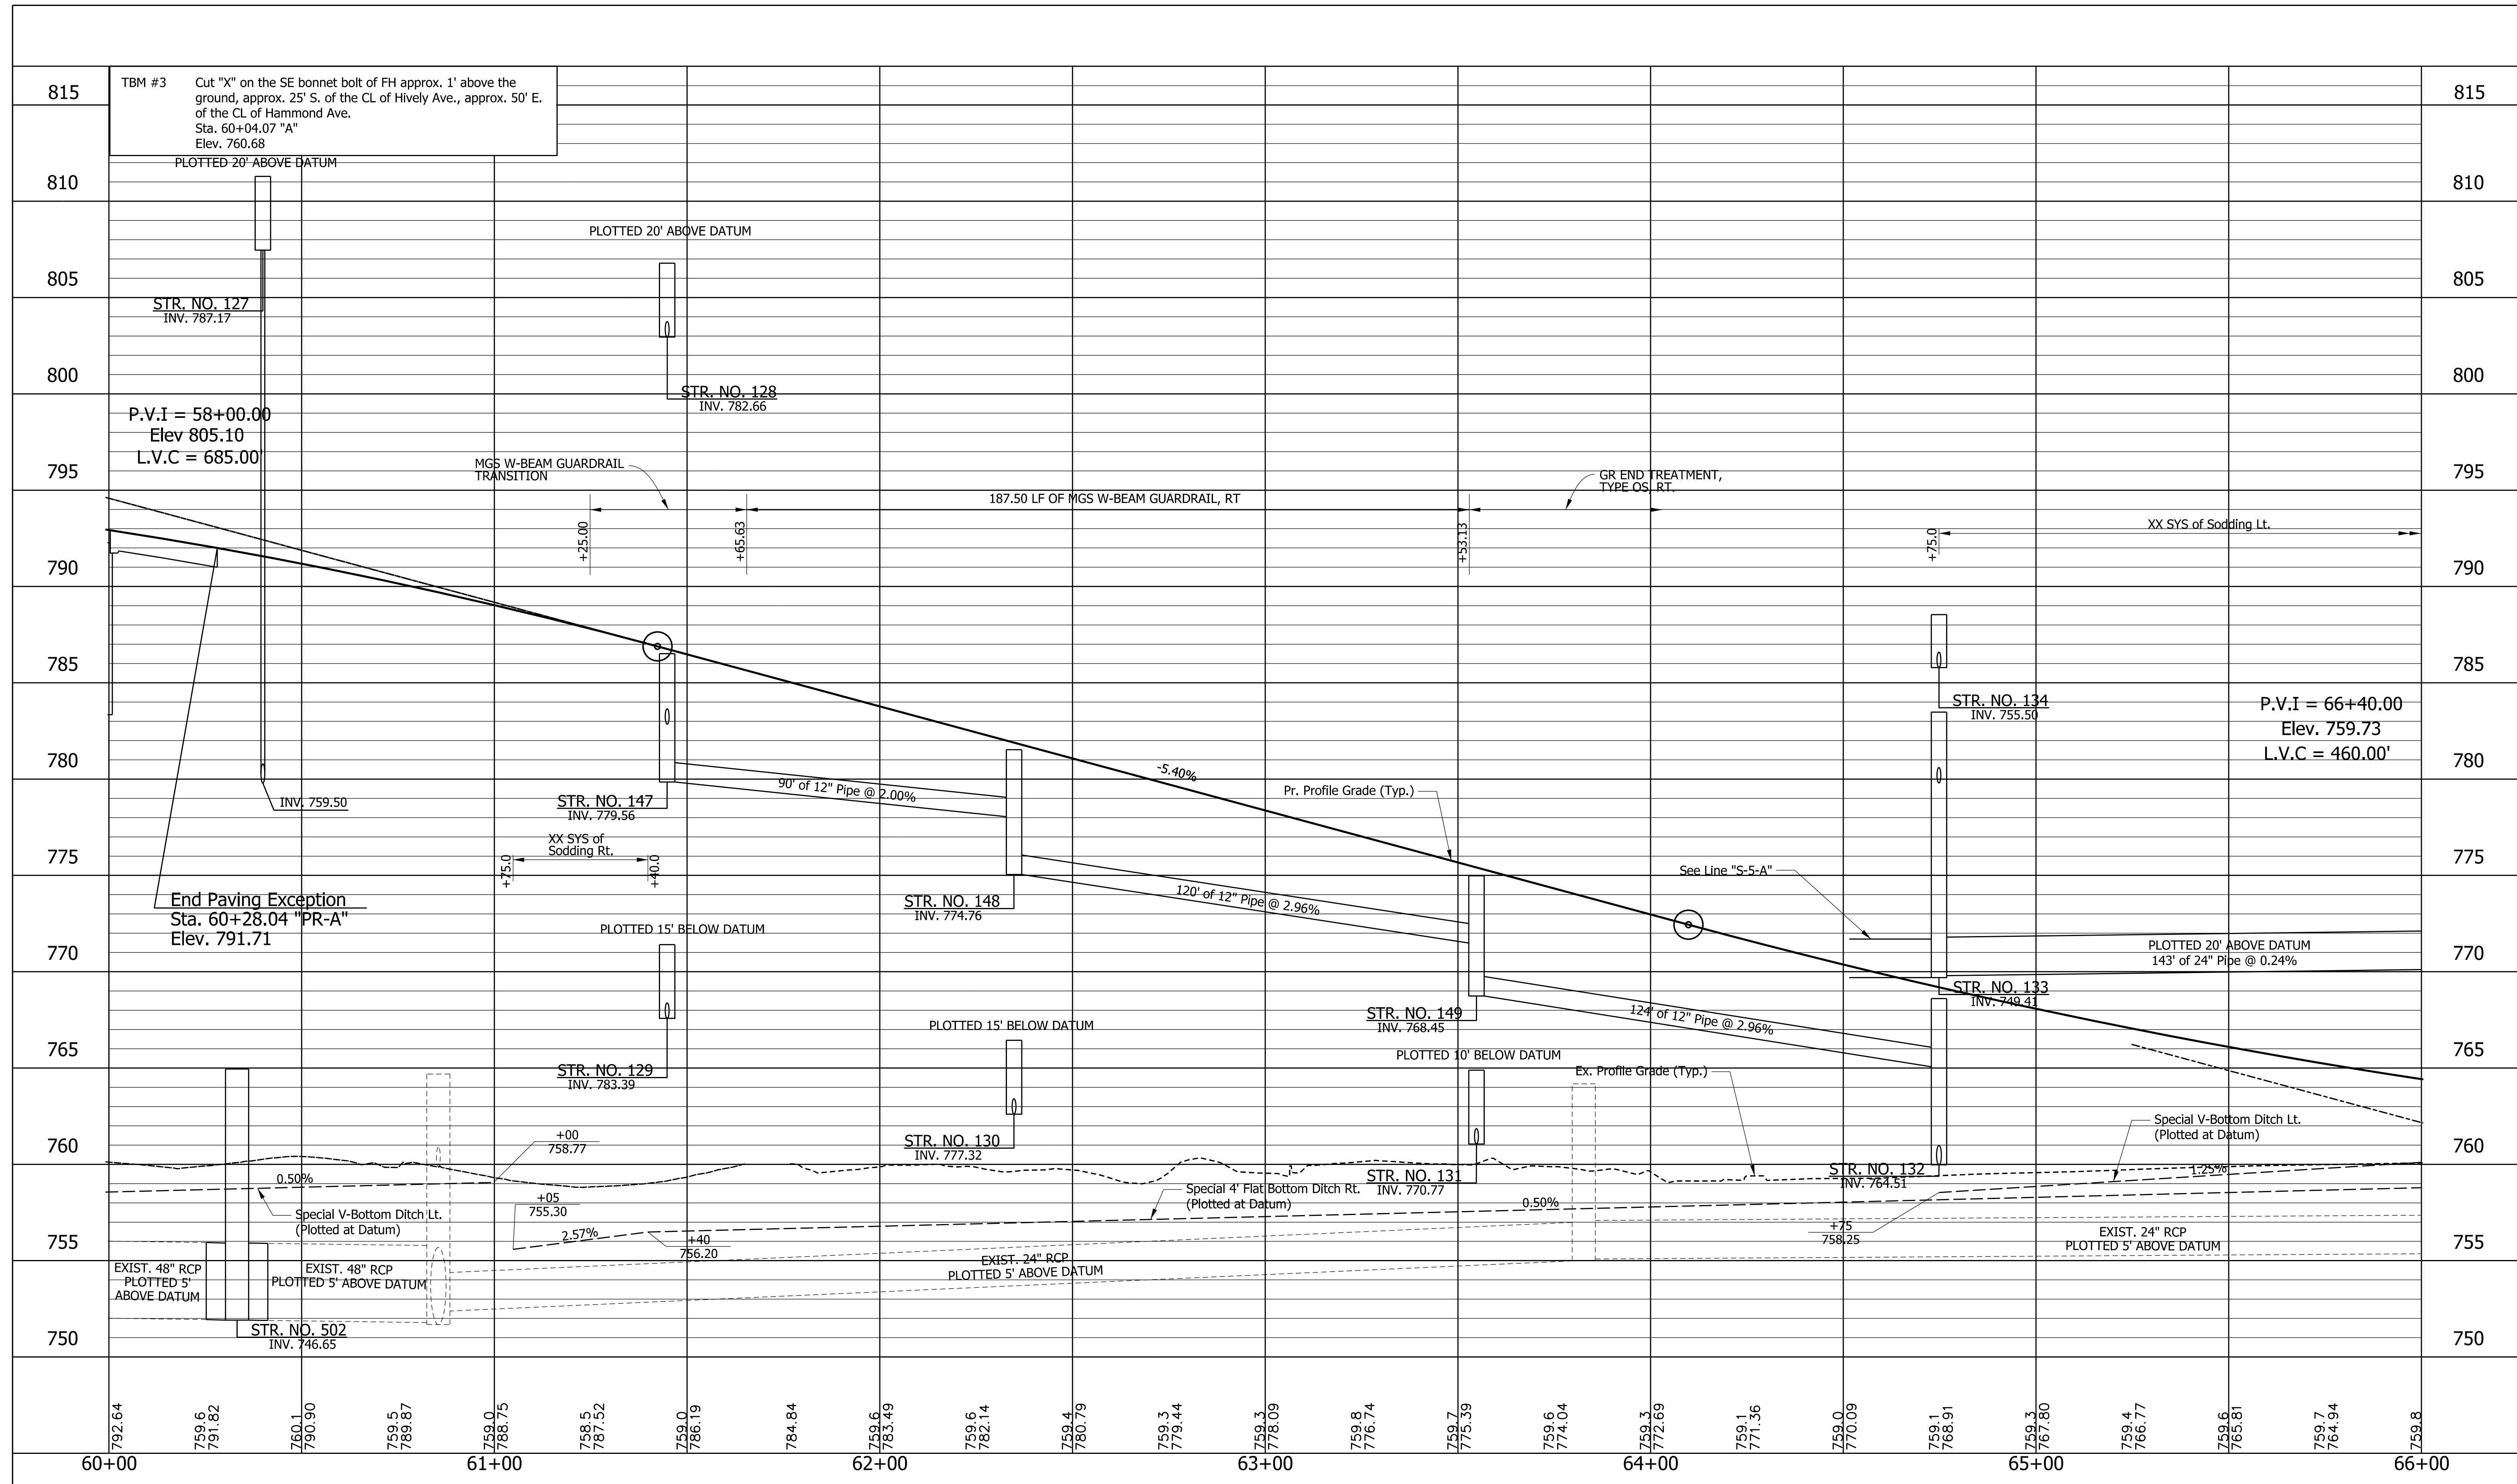 TBM #3
Cut "X" on the SE bonnet bolt of FH approx. 1' above the
ground, approx. 25' S. of the CL of Hively Ave., approx. 50' E.
of the CL of Hammond Ave.
Sta. 60+04.07 "A"
Elev. 760.68
PLOTTED 20' ABOVE DATUM
815
815
810
810
PLOTTED 20' ABOVE DATUM
805
805
STR. NO. 127
INV. 787.17
800
800
STR. NO. 128
INV. 782.66
P.V.I = 58+00.00
Elev 805.10
L.V.C = 685.00'
795
795
MGS W-BEAM GUARDRAIL
TRANSITION
187.50 LF OF MGS W-BEAM GUARDRAIL, RT
GR END TREATMENT,
TYPE OS, RT.
+25.00
+65.63
+53.13
+75.0
XX SYS of Sodding Lt.
790
790
785
785
STR. NO. 134
INV. 755.50
P.V.I = 66+40.00
Elev. 759.73
L.V.C = 460.00'
780
780
-5.40%
INV. 759.50
90' of 12" Pipe @ 2.00%
STR. NO. 147
INV. 779.56
Pr. Profile Grade (Typ.)
XX SYS of
Sodding Rt.
+75.0
+40.0
775
775
See Line "S-5-A"
End Paving Exception
Sta. 60+28.04 "PR-A"
Elev. 791.71
STR. NO. 148
INV. 774.76
120' of 12" Pipe @ 2.96%
PLOTTED 15' BELOW DATUM
770
770
PLOTTED 20' ABOVE DATUM
143' of 24" Pipe @ 0.24%
STR. NO. 133
INV. 749.41
STR. NO. 149
INV. 768.45
124' of 12" Pipe @ 2.96%
PLOTTED 15' BELOW DATUM
765
765
PLOTTED 10' BELOW DATUM
STR. NO. 129
INV. 783.39
Ex. Profile Grade (Typ.)
Special V-Bottom Ditch Lt.
(Plotted at Datum)
+00
758.77
760
760
STR. NO. 130
INV. 777.32
STR. NO. 131
INV. 770.77
STR. NO. 132
INV. 764.51
1.25%
0.50%
+05
755.30
Special 4' Flat Bottom Ditch Rt.
(Plotted at Datum)
0.50%
Special V-Bottom Ditch Lt.
(Plotted at Datum)
2.57%
+40
756.20
+75
758.25
755
755
EXIST. 24" RCP
PLOTTED 5' ABOVE DATUM
EXIST. 24" RCP
PLOTTED 5' ABOVE DATUM
EXIST. 48" RCP
PLOTTED 5'
ABOVE DATUM
EXIST. 48" RCP
PLOTTED 5' ABOVE DATUM
STR. NO. 502
INV. 746.65
750
750
792.64
759.6
791.82
760.1
790.90
759.5
789.87
759.0
788.75
758.5
787.52
759.0
786.19
784.84
759.6
783.49
759.6
782.14
759.4
780.79
759.3
779.44
759.3
778.09
759.8
776.74
759.7
775.39
759.6
774.04
759.3
772.69
759.1
771.36
759.0
770.09
759.1
768.91
759.3
767.80
759.4
766.77
759.6
765.81
759.7
764.94
759.8
60+00
61+00
62+00
63+00
64+00
65+00
66+00